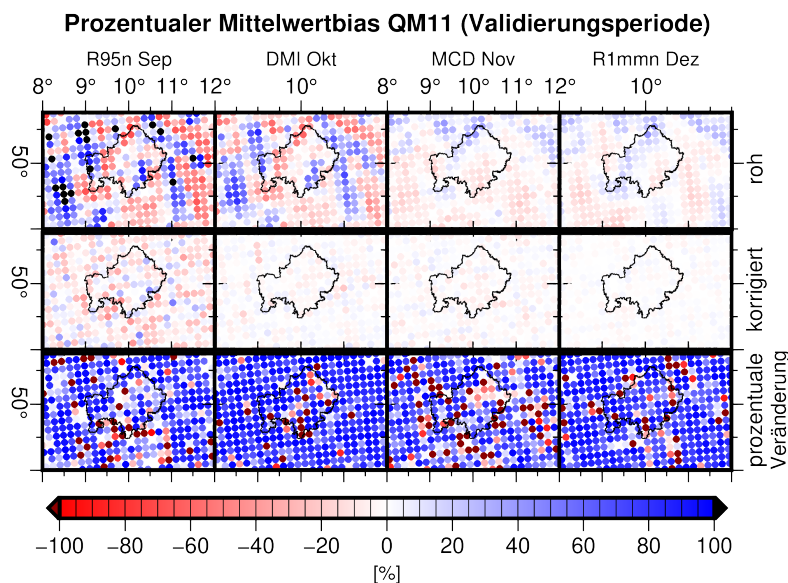 Prozentualer Mittelwertbias QM11 (Validierungsperiode)
R95n Sep DMI Okt MCD Nov R1mmn Dez
8° 9° 10° 11° 12° 10° 8° 9° 10° 11° 12° 10°
50° roh
50° korrigiert
50° prozentuale
Veränderung
−100 −80 −60 −40 −20 0 20 40 60 80 100
[%]